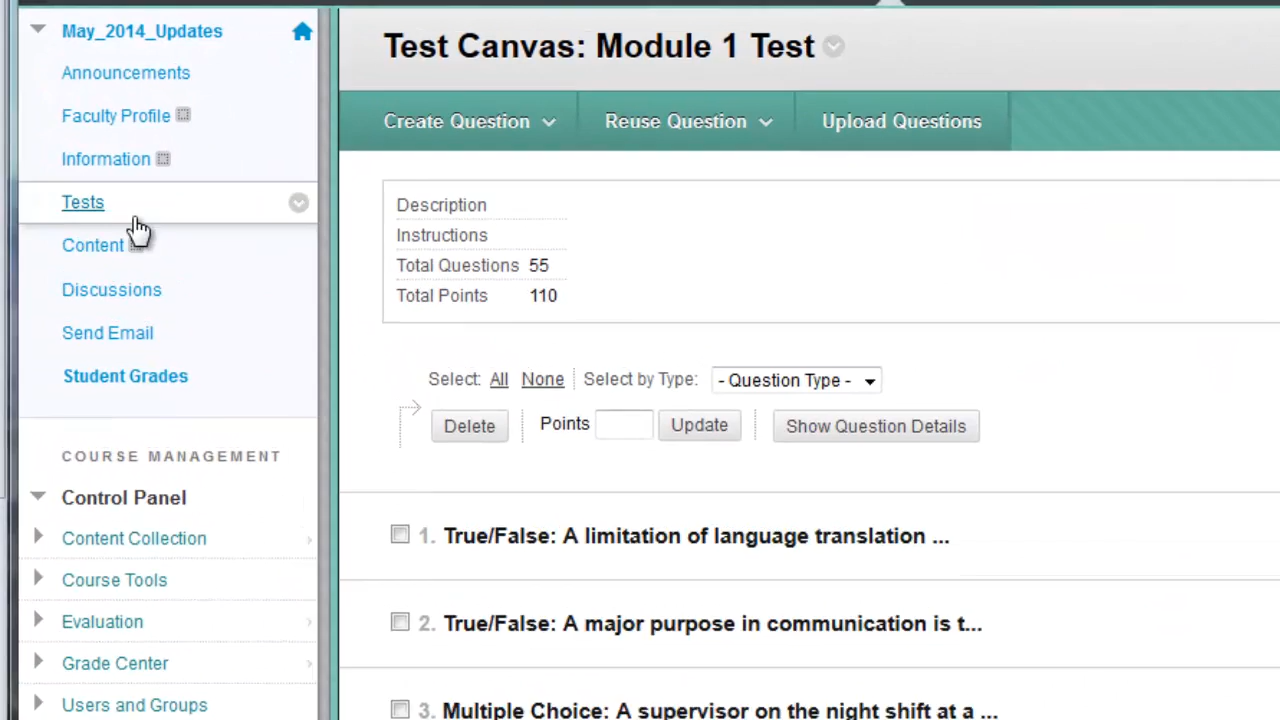 May_2014_Updates
Announcements
Faculty Profile
Information
Tests
Content
Discussions
Send Email
Student Grades
COURSE MANAGEMENT
Control Panel
Content Collection
Course Tools
Evaluation
Grade Center
Users and Groups
Test Canvas: Module 1 Test
Create Question Reuse Question Upload Questions
Description
Instructions
Total Questions 55
Total Points 110
Select: All None Select by Type: - Question Type -
Delete Points Update Show Question Details
1. True/False: A limitation of language translation ...
2. True/False: A major purpose in communication is t...
3. Multiple Choice: A supervisor on the night shift at a ...